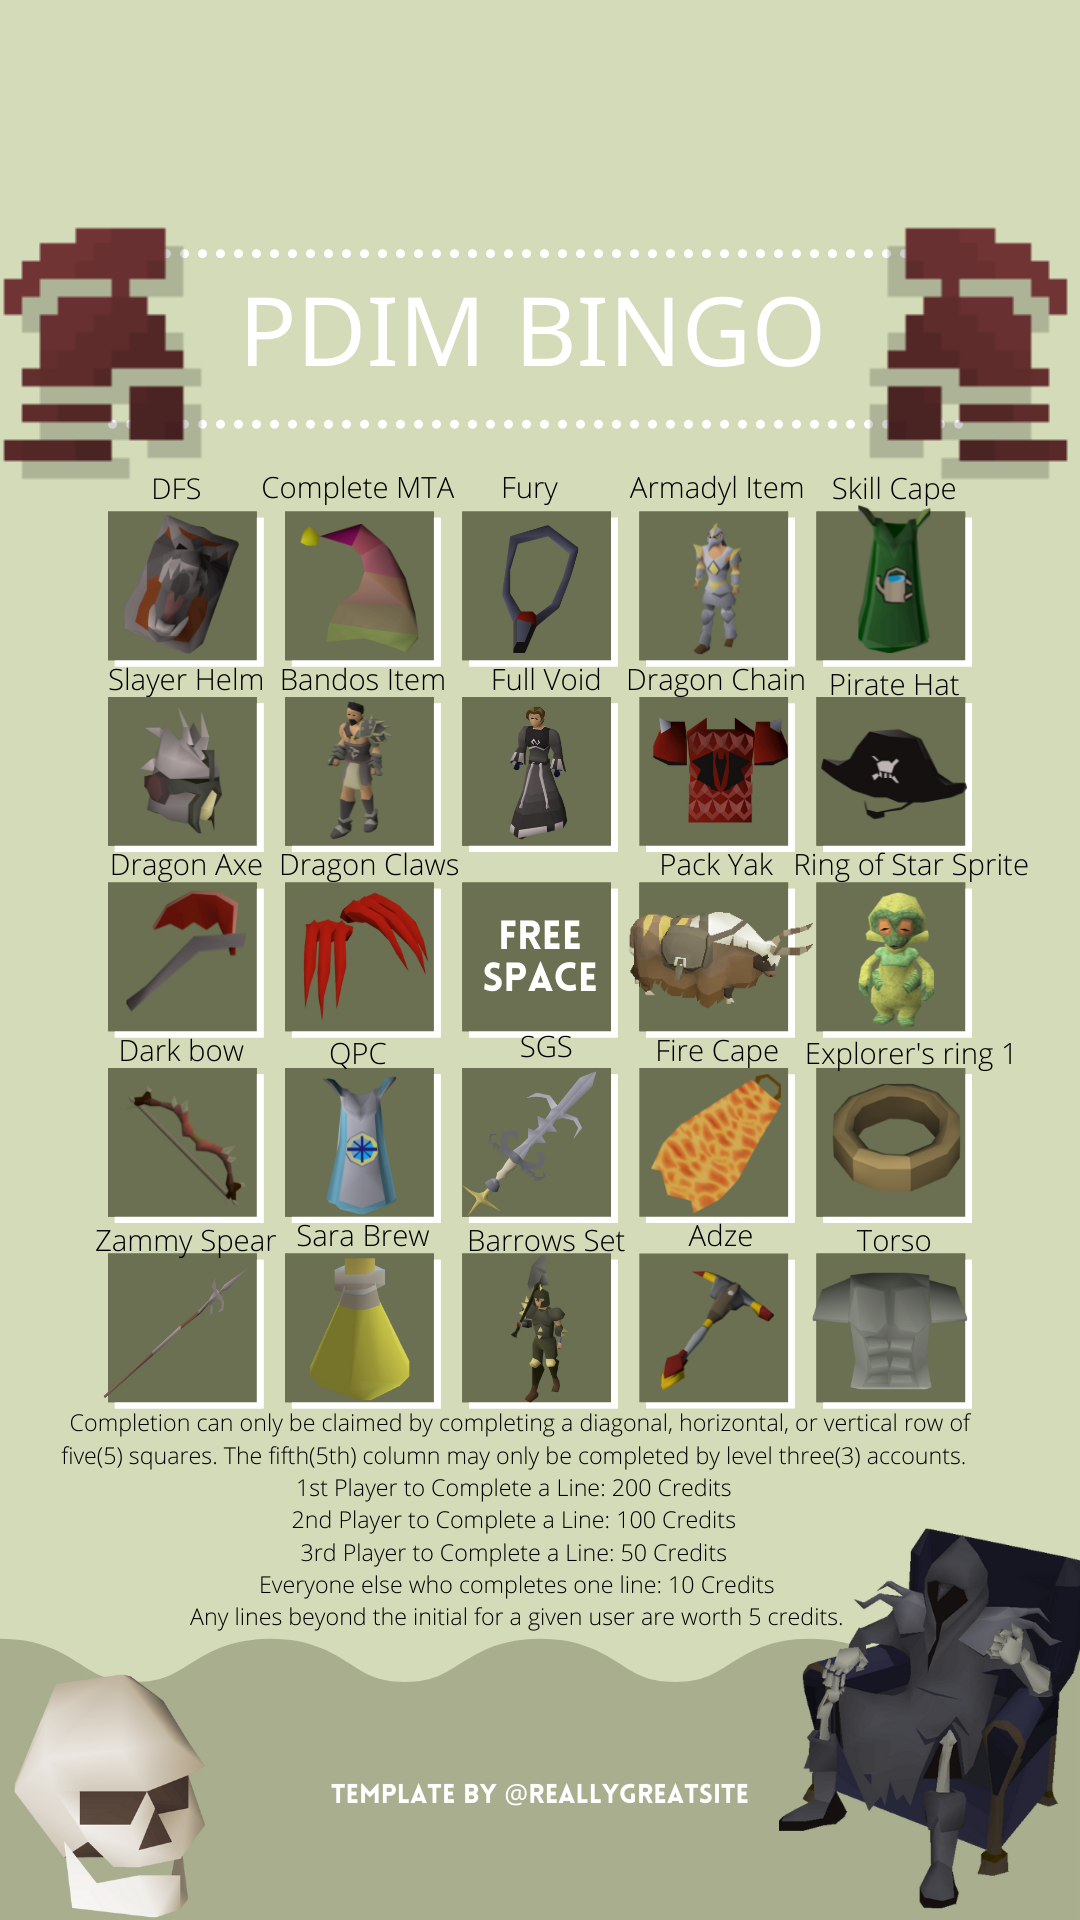 PDIM BINGO
DFS Complete MTA Fury Armadyl Item Skill Cape
Slayer Helm Bandos Item Full Void Dragon Chain Pirate Hat
Dragon Axe Dragon Claws Pack Yak Ring of Star Sprite
FREE
SPACE
Dark bow QPC SGS Fire Cape Explorer's ring 1
Zammy Spear Sara Brew Barrows Set Adze Torso
Completion can only be claimed by completing a diagonal, horizontal, or vertical row of
five(5) squares. The fifth(5th) column may only be completed by level three(3) accounts.
1st Player to Complete a Line: 200 Credits
2nd Player to Complete a Line: 100 Credits
3rd Player to Complete a Line: 50 Credits
Everyone else who completes one line: 10 Credits
Any lines beyond the initial for a given user are worth 5 credits.
TEMPLATE BY @REALLYGREATSITE